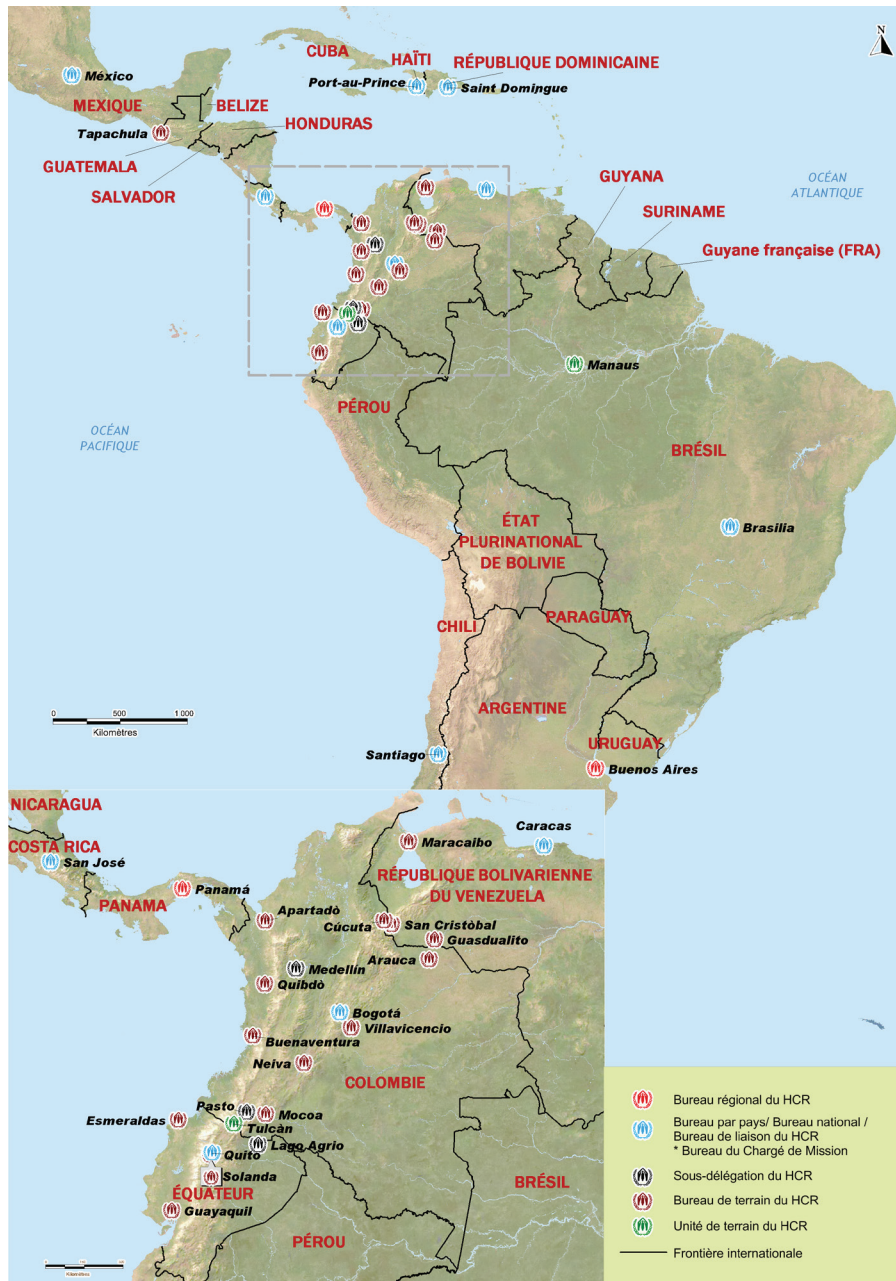 N
CUBA
HAÏTI
RÉPUBLIQUE DOMINICAINE
México
Port-au-Prince
Saint Domingue
MEXIQUE
BELIZE
Tapachula
HONDURAS
GUATEMALA
SALVADOR
GUYANA
OCÉAN
ATLANTIQUE
SURINAME
Guyane française (FRA)
Manaus
PÉROU
OCÉAN
PACIFIQUE
BRÉSIL
ÉTAT
PLURINATIONAL
DE BOLIVIE
Brasilia
CHILI
PARAGUAY
ARGENTINE
0 500 1 000
Kilomètres
URUGUAY
Santiago
Buenos Aires
NICARAGUA
COSTA RICA
San José
Caracas
Maracaibo
RÉPUBLIQUE BOLIVARIENNE
DU VENEZUELA
Panamá
PANAMA
Apartadò
Cúcuta
San Cristòbal
Guasdualito
Arauca
Medellín
Quibdò
Bogotá
Villavicencio
Buenaventura
Neiva
COLOMBIE
Pasto
Mocoa
Esmeraldas
Tulcàn
Lago Agrio
Quito
Solanda
ÉQUATEUR
Guayaquil
BRÉSIL
PÉROU
Kilomètres
Bureau régional du HCR
Bureau par pays/ Bureau national /
Bureau de liaison du HCR
* Bureau du Chargé de Mission
Sous-délégation du HCR
Bureau de terrain du HCR
Unité de terrain du HCR
Frontière internationale